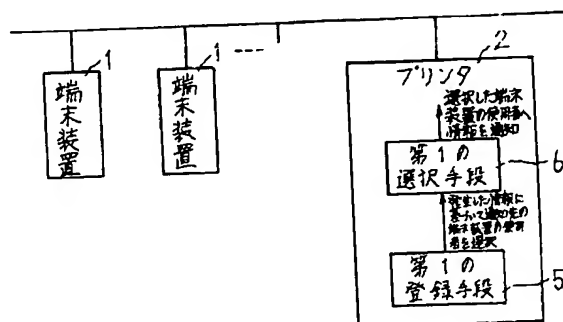 1
1
2
端末装置
端末装置
プリンタ
選択した端末
装置の使用者へ
情報を通知
第1の
選択手段
6
発生した情報に
基づいて通知先の
端末装置の使用
者を選択
第1の
登録手段
5